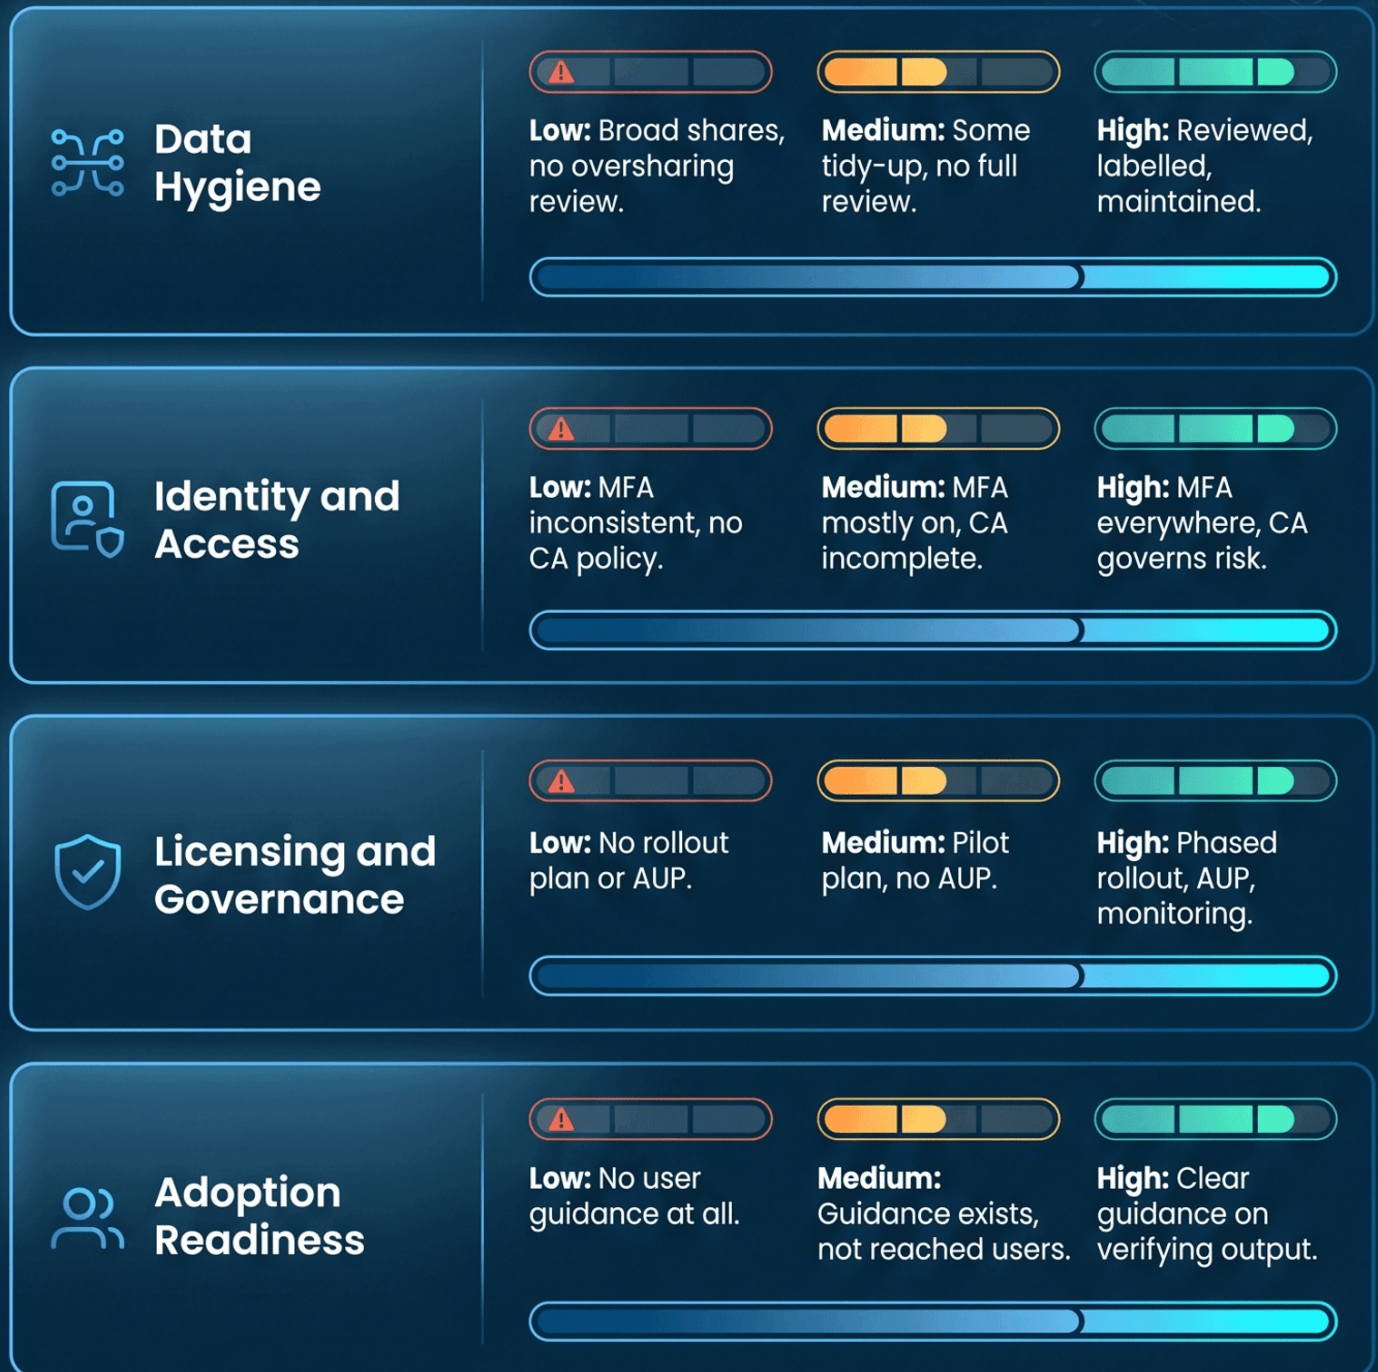 Data
Hygiene
Low: Broad shares,
no oversharing
review.
Medium: Some
tidy-up, no full
review.
High: Reviewed,
labelled,
maintained.
Identity and
Access
Low: MFA
inconsistent, no
CA policy.
Medium: MFA
mostly on, CA
incomplete.
High: MFA
everywhere, CA
governs risk.
Licensing and
Governance
Low: No rollout
plan or AUP.
Medium: Pilot
plan, no AUP.
High: Phased
rollout, AUP,
monitoring.
Adoption
Readiness
Low: No user
guidance at all.
Medium:
Guidance exists,
not reached users.
High: Clear
guidance on
verifying output.